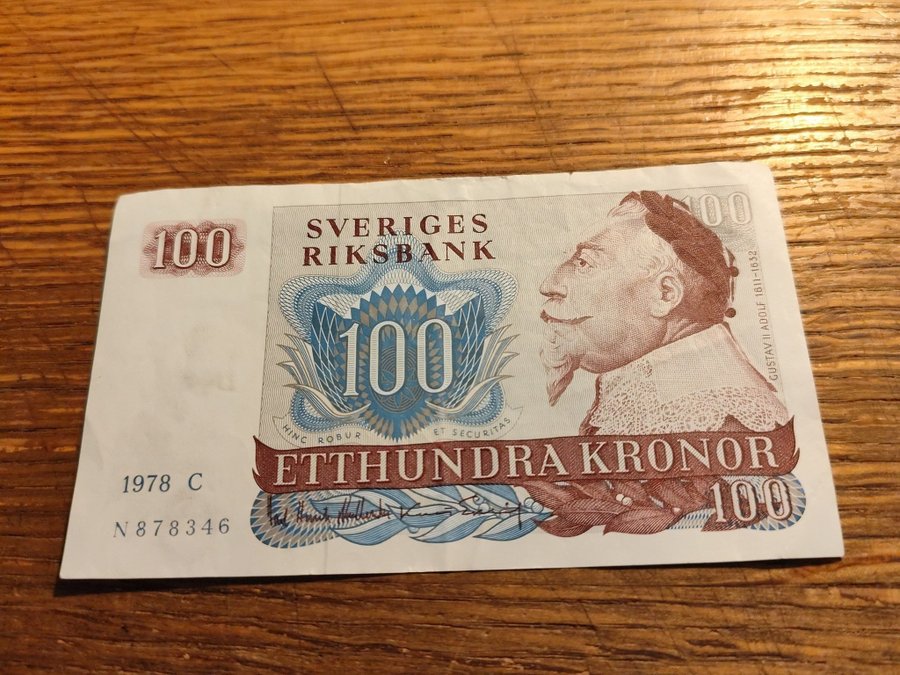 100
SVERIGES
RIKSBANK
100
100
HINC ROBUR ET SECURITAS
GUSTAV II ADOLF 1611-1632
ETTHUNDRA KRONOR
100
1978 C
N878346